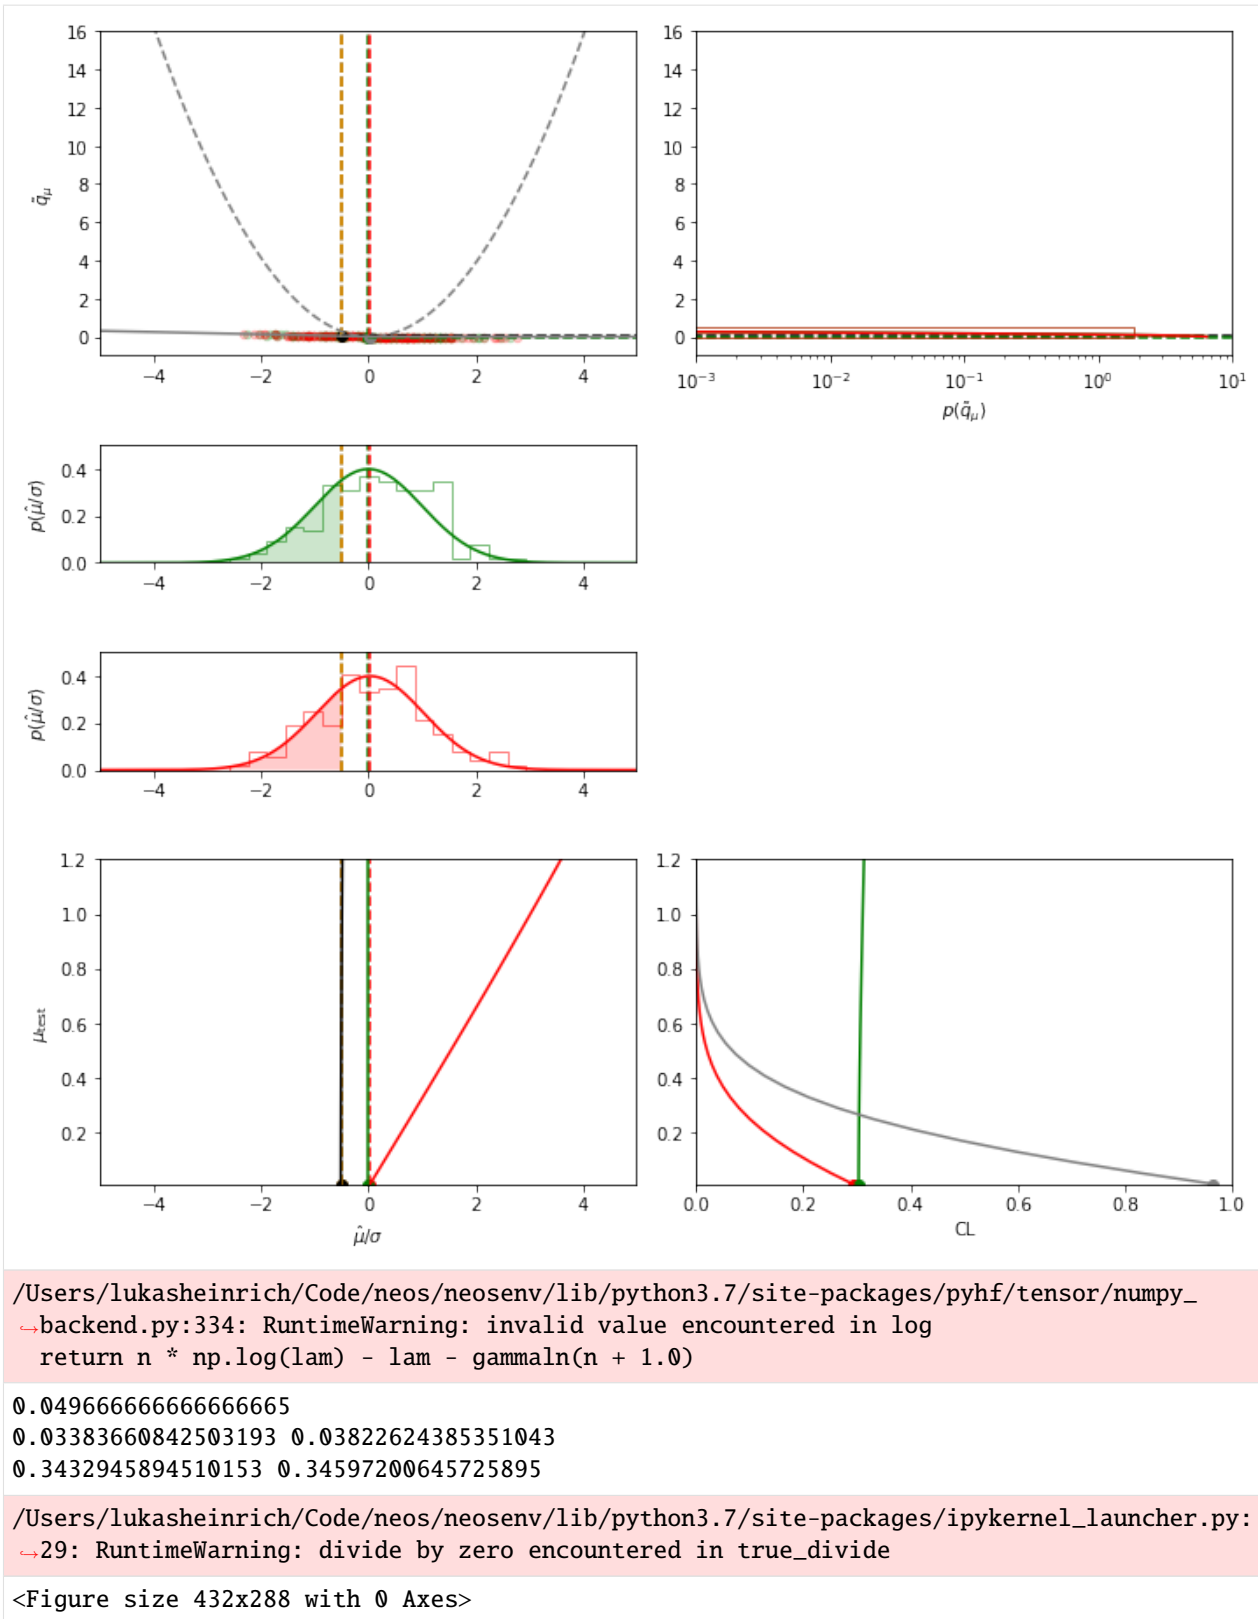 16
14
12
10
8
6
4
2
0
q̃μ
−4 −2 0 2 4
16
14
12
10
8
6
4
2
0
10⁻³ 10⁻² 10⁻¹ 10⁰ 10¹
p(q̃μ)
0.4
0.2
0.0
p(μ̂/σ)
−4 −2 0 2 4
0.4
0.2
0.0
p(μ̂/σ)
−4 −2 0 2 4
1.2
1.0
0.8
0.6
0.4
0.2
μtest
−4 −2 0 2 4
μ̂/σ
1.2
1.0
0.8
0.6
0.4
0.2
0.0 0.2 0.4 0.6 0.8 1.0
CL
/Users/lukasheinrich/Code/neos/neosenv/lib/python3.7/site-packages/pyhf/tensor/numpy_
↪backend.py:334: RuntimeWarning: invalid value encountered in log
return n * np.log(lam) - lam - gammaln(n + 1.0)
0.049666666666666665
0.03383660842503193 0.03822624385351043
0.3432945894510153 0.34597200645725895
/Users/lukasheinrich/Code/neos/neosenv/lib/python3.7/site-packages/ipykernel_launcher.py:
↪29: RuntimeWarning: divide by zero encountered in true_divide
<Figure size 432x288 with 0 Axes>